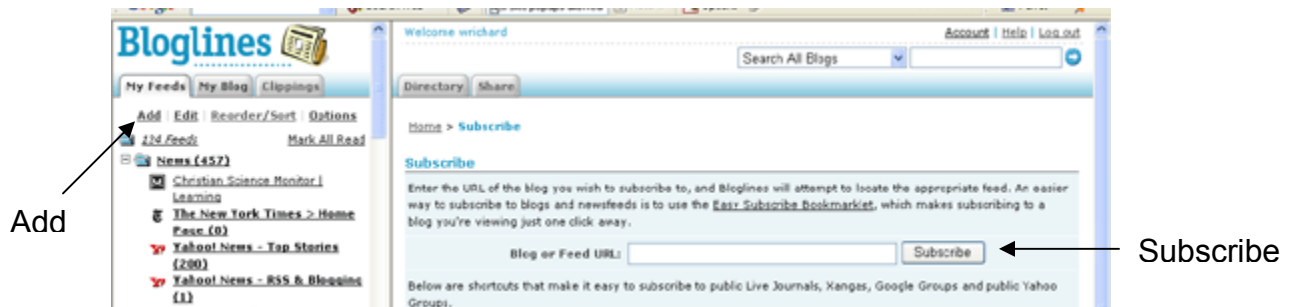 Bloglines
My Feeds My Blog Clippings
Add | Edit | Reorder/Sort | Options
134 Feeds Mark All Read
News (457)
Christian Science Monitor |
Learning
The New York Times > Home
Page (0)
Yahoo! News - Top Stories
(200)
Yahoo! News - RSS & Blogging
(1)
Add
Welcome wrichard
Account | Help | Log out
Search All Blogs
Directory Share
Home > Subscribe
Subscribe
Enter the URL of the blog you wish to subscribe to, and Bloglines will attempt to locate the appropriate feed. An easier
way to subscribe to blogs and newsfeeds is to use the Easy Subscribe Bookmarklet, which makes subscribing to a
blog you're viewing just one click away.
Blog or Feed URL: Subscribe
Below are shortcuts that make it easy to subscribe to public Live Journals, Xangas, Google Groups and public Yahoo
Groups.
Subscribe